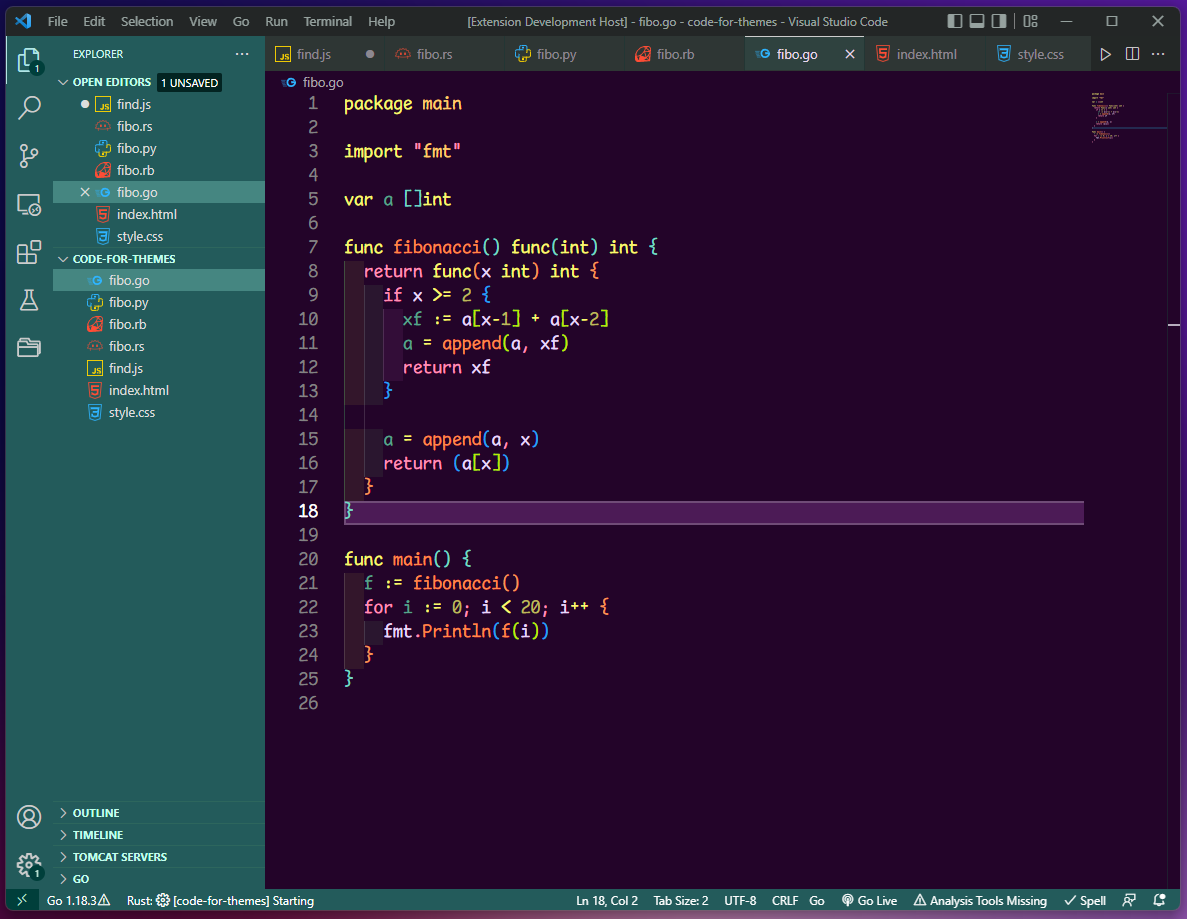 File Edit Selection View Go Run Terminal Help [Extension Development Host] - fibo.go - code-for-themes - Visual Studio Code
EXPLORER
find.js fibo.rs fibo.py fibo.rb fibo.go index.html style.css
1
OPEN EDITORS 1 UNSAVED
JS find.js
fibo.rs
fibo.py
fibo.rb
fibo.go
index.html
style.css
CODE-FOR-THEMES
fibo.go
fibo.py
fibo.rb
fibo.rs
JS find.js
index.html
style.css
OUTLINE
TIMELINE
TOMCAT SERVERS
GO
1
fibo.go
1 package main
2
3 import "fmt"
4
5 var a []int
6
7 func fibonacci() func(int) int {
8 return func(x int) int {
9 if x >= 2 {
10 xf := a[x-1] + a[x-2]
11 a = append(a, xf)
12 return xf
13 }
14
15 a = append(a, x)
16 return (a[x])
17 }
18 }
19
20 func main() {
21 f := fibonacci()
22 for i := 0; i < 20; i++ {
23 fmt.Println(f(i))
24 }
25 }
26
Go 1.18.3 Rust: [code-for-themes] Starting Ln 18, Col 2 Tab Size: 2 UTF-8 CRLF Go Go Live Analysis Tools Missing Spell